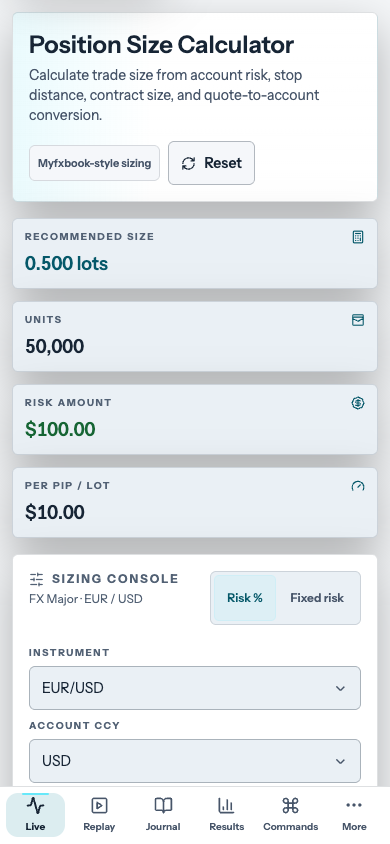 Position Size Calculator
Calculate trade size from account risk, stop
distance, contract size, and quote-to-account
conversion.
Myfxbook-style sizing
Reset
RECOMMENDED SIZE
0.500 lots
UNITS
50,000
RISK AMOUNT
$100.00
PER PIP / LOT
$10.00
SIZING CONSOLE
FX Major · EUR / USD
Risk %
Fixed risk
INSTRUMENT
EUR/USD
ACCOUNT CCY
USD
Live
Replay
Journal
Results
Commands
More